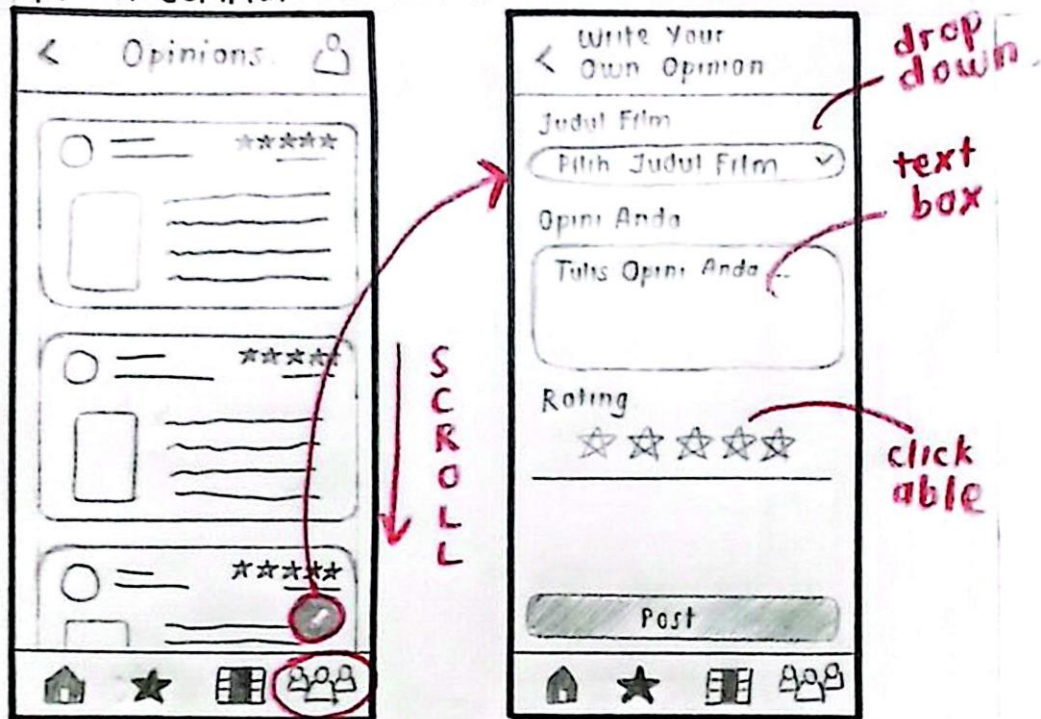 Opinions
SCROLL
Write Your
Own Opinion
Judul Film
Pilih Judul Film
Opini Anda
Tulis Opini Anda ...
Rating
Post
drop
down
text
box
click
able